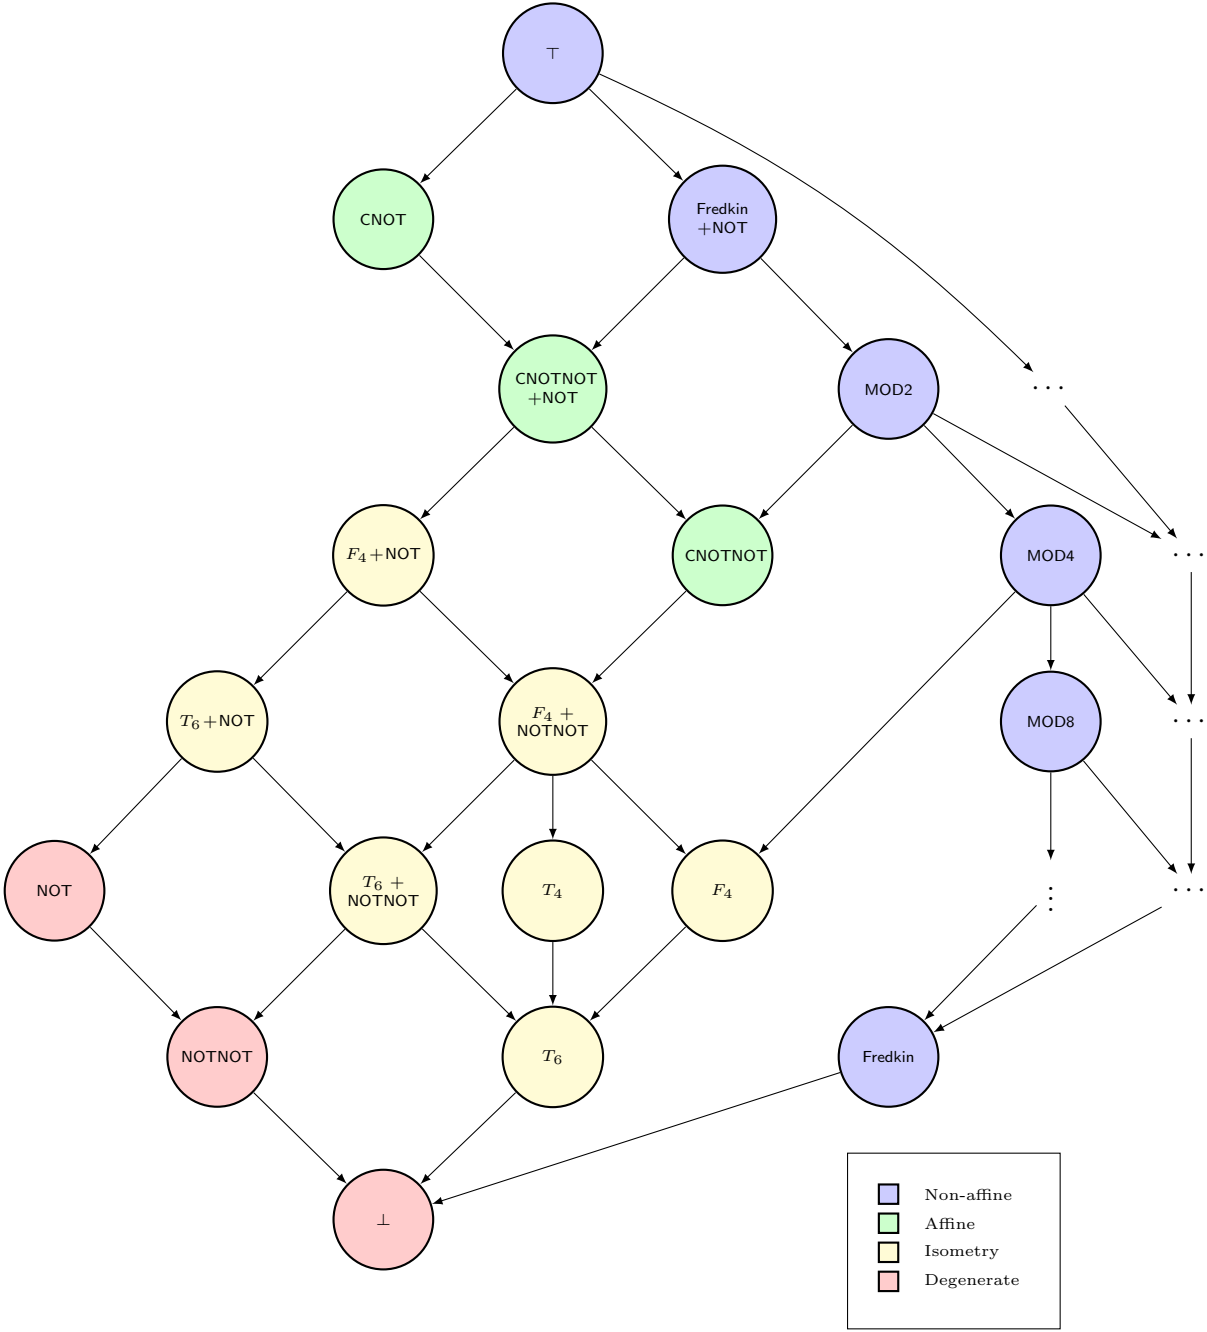 ⊤
CNOT
Fredkin
+NOT
CNOTNOT
+NOT
MOD2
···
F₄+NOT
CNOTNOT
MOD4
···
T₆+NOT
F₄ +
NOTNOT
MOD8
···
NOT
T₆ +
NOTNOT
T₄
F₄
⋮
···
NOTNOT
T₆
Fredkin
⊥
Non-affine
Affine
Isometry
Degenerate